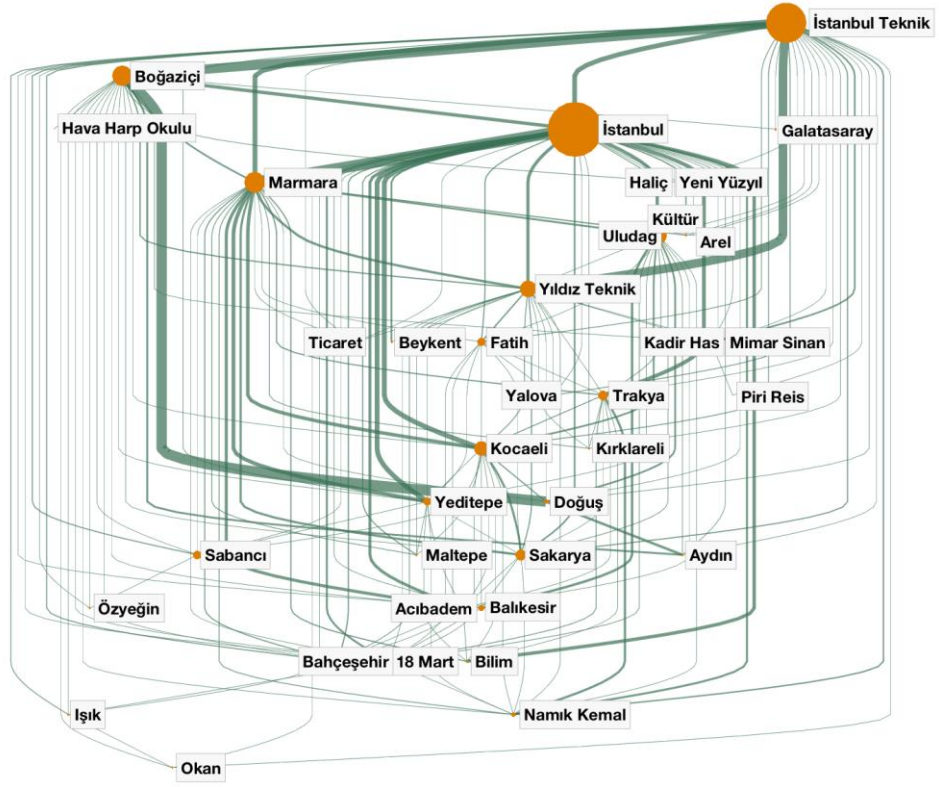 İstanbul Teknik
Boğaziçi
Hava Harp Okulu
İstanbul
Galatasaray
Marmara
Haliç
Yeni Yüzyıl
Kültür
Uludag
Arel
Yıldız Teknik
Ticaret
Beykent
Fatih
Kadir Has
Mimar Sinan
Yalova
Trakya
Piri Reis
Kocaeli
Kırklareli
Yeditepe
Doğuş
Sabancı
Maltepe
Sakarya
Aydın
Özyeğin
Acıbadem
Balıkesir
Bahçeşehir
18 Mart
Bilim
Işık
Namık Kemal
Okan